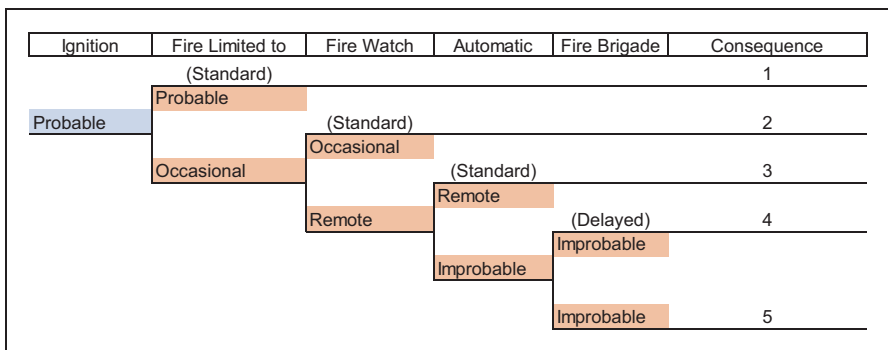 Ignition Fire Limited to Fire Watch Automatic Fire Brigade Consequence
(Standard) 1
Probable
Probable (Standard) 2
Occasional
Occasional (Standard) 3
Remote
Remote (Delayed) 4
Improbable
Improbable
Improbable 5